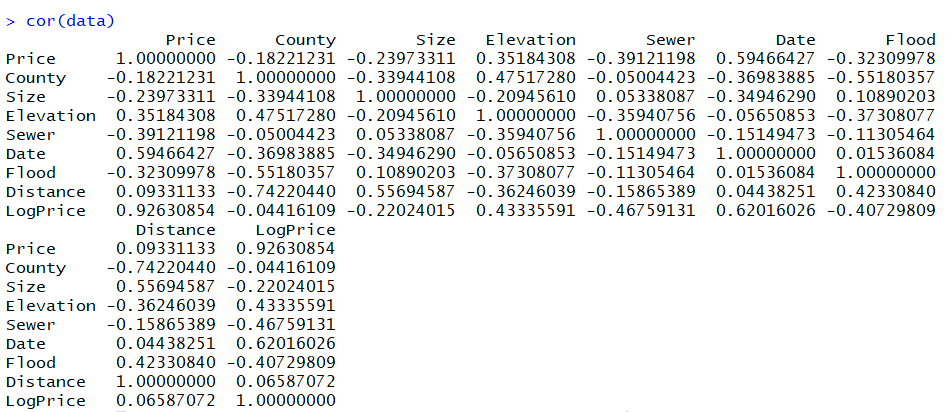 > cor(data)
Price County Size Elevation Sewer Date Flood
Price 1.00000000 -0.18221231 -0.23973311 0.35184308 -0.39121198 0.59466427 -0.32309978
County -0.18221231 1.00000000 -0.33944108 0.47517280 -0.05004423 -0.36983885 -0.55180357
Size -0.23973311 -0.33944108 1.00000000 -0.20945610 0.05338087 -0.34946290 0.10890203
Elevation 0.35184308 0.47517280 -0.20945610 1.00000000 -0.35940756 -0.05650853 -0.37308077
Sewer -0.39121198 -0.05004423 0.05338087 -0.35940756 1.00000000 -0.15149473 -0.11305464
Date 0.59466427 -0.36983885 -0.34946290 -0.05650853 -0.15149473 1.00000000 0.01536084
Flood -0.32309978 -0.55180357 0.10890203 -0.37308077 -0.11305464 0.01536084 1.00000000
Distance 0.09331133 -0.74220440 0.55694587 -0.36246039 -0.15865389 0.04438251 0.42330840
LogPrice 0.92630854 -0.04416109 -0.22024015 0.43335591 -0.46759131 0.62016026 -0.40729809
Distance LogPrice
Price 0.09331133 0.92630854
County -0.74220440 -0.04416109
Size 0.55694587 -0.22024015
Elevation -0.36246039 0.43335591
Sewer -0.15865389 -0.46759131
Date 0.04438251 0.62016026
Flood 0.42330840 -0.40729809
Distance 1.00000000 0.06587072
LogPrice 0.06587072 1.00000000